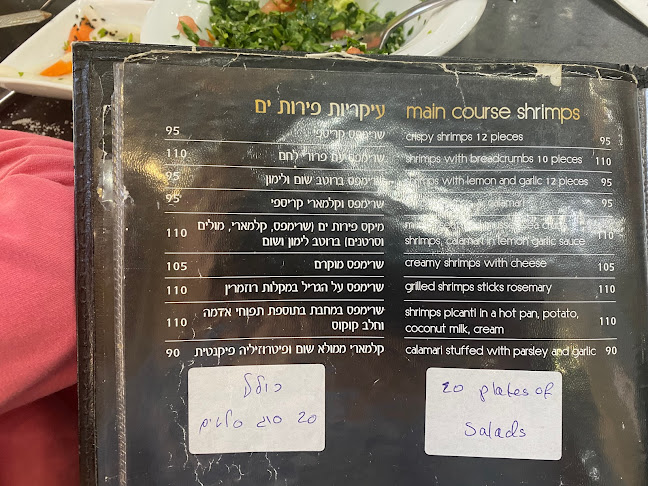 עיקריות פירות ים
שרימפס קריספי 95
שרימפס עם פרורי לחם 110
שרימפס ברוטב שום ולימון 95
שרימפס וקלמארי קריספי 95
מיקס פירות ים (שרימפס, קלמארי, מולים
וסרטנים) ברוטב לימון ושום 110
שרימפס מוקרם 105
שרימפס על הגריל במקלות רוזמרין 110
שרימפס במחבת בתוספת תפוחי אדמה
וחלב קוקוס 110
קלמארי ממולא שום ופיטרוזיליה פיקנטית 90
כולל
20 סוג סלטים
main course shrimps
crispy shrimps 12 pieces 95
shrimps with breadcrumbs 10 pieces 110
shrimps with lemon and garlic 12 pieces 95
calamari 95
shrimps, calamari in lemon garlic sauce 110
creamy shrimps with cheese 105
grilled shrimps sticks rosemary 110
shrimps picanti in a hot pan, potato,
coconut milk, cream 110
calamari stuffed with parsley and garlic 90
20 plates of
Salads